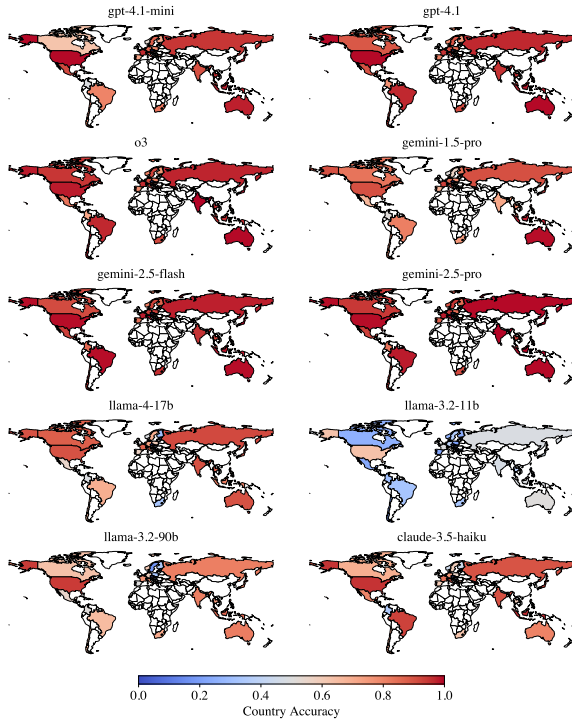 gpt-4.1-mini
gpt-4.1
o3
gemini-1.5-pro
gemini-2.5-flash
gemini-2.5-pro
llama-4-17b
llama-3.2-11b
llama-3.2-90b
claude-3.5-haiku
0.0 0.2 0.4 0.6 0.8 1.0
Country Accuracy